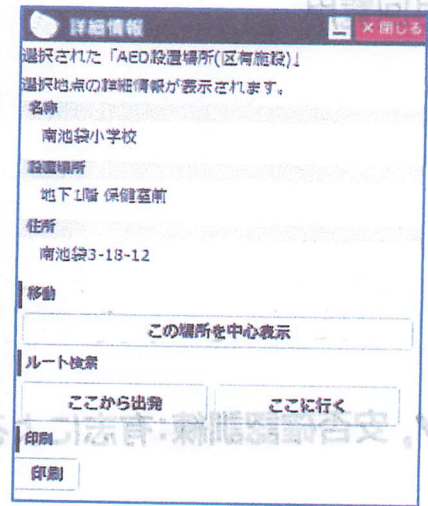 詳細情報
×閉じる
選択された「AED設置場所(区有施設)」
選択地点の詳細情報が表示されます。
名称
南池袋小学校
設置場所
地下1階 保健室前
住所
南池袋3-18-12
移動
この場所を中心表示
ルート検索
ここから出発
ここに行く
印刷
印刷